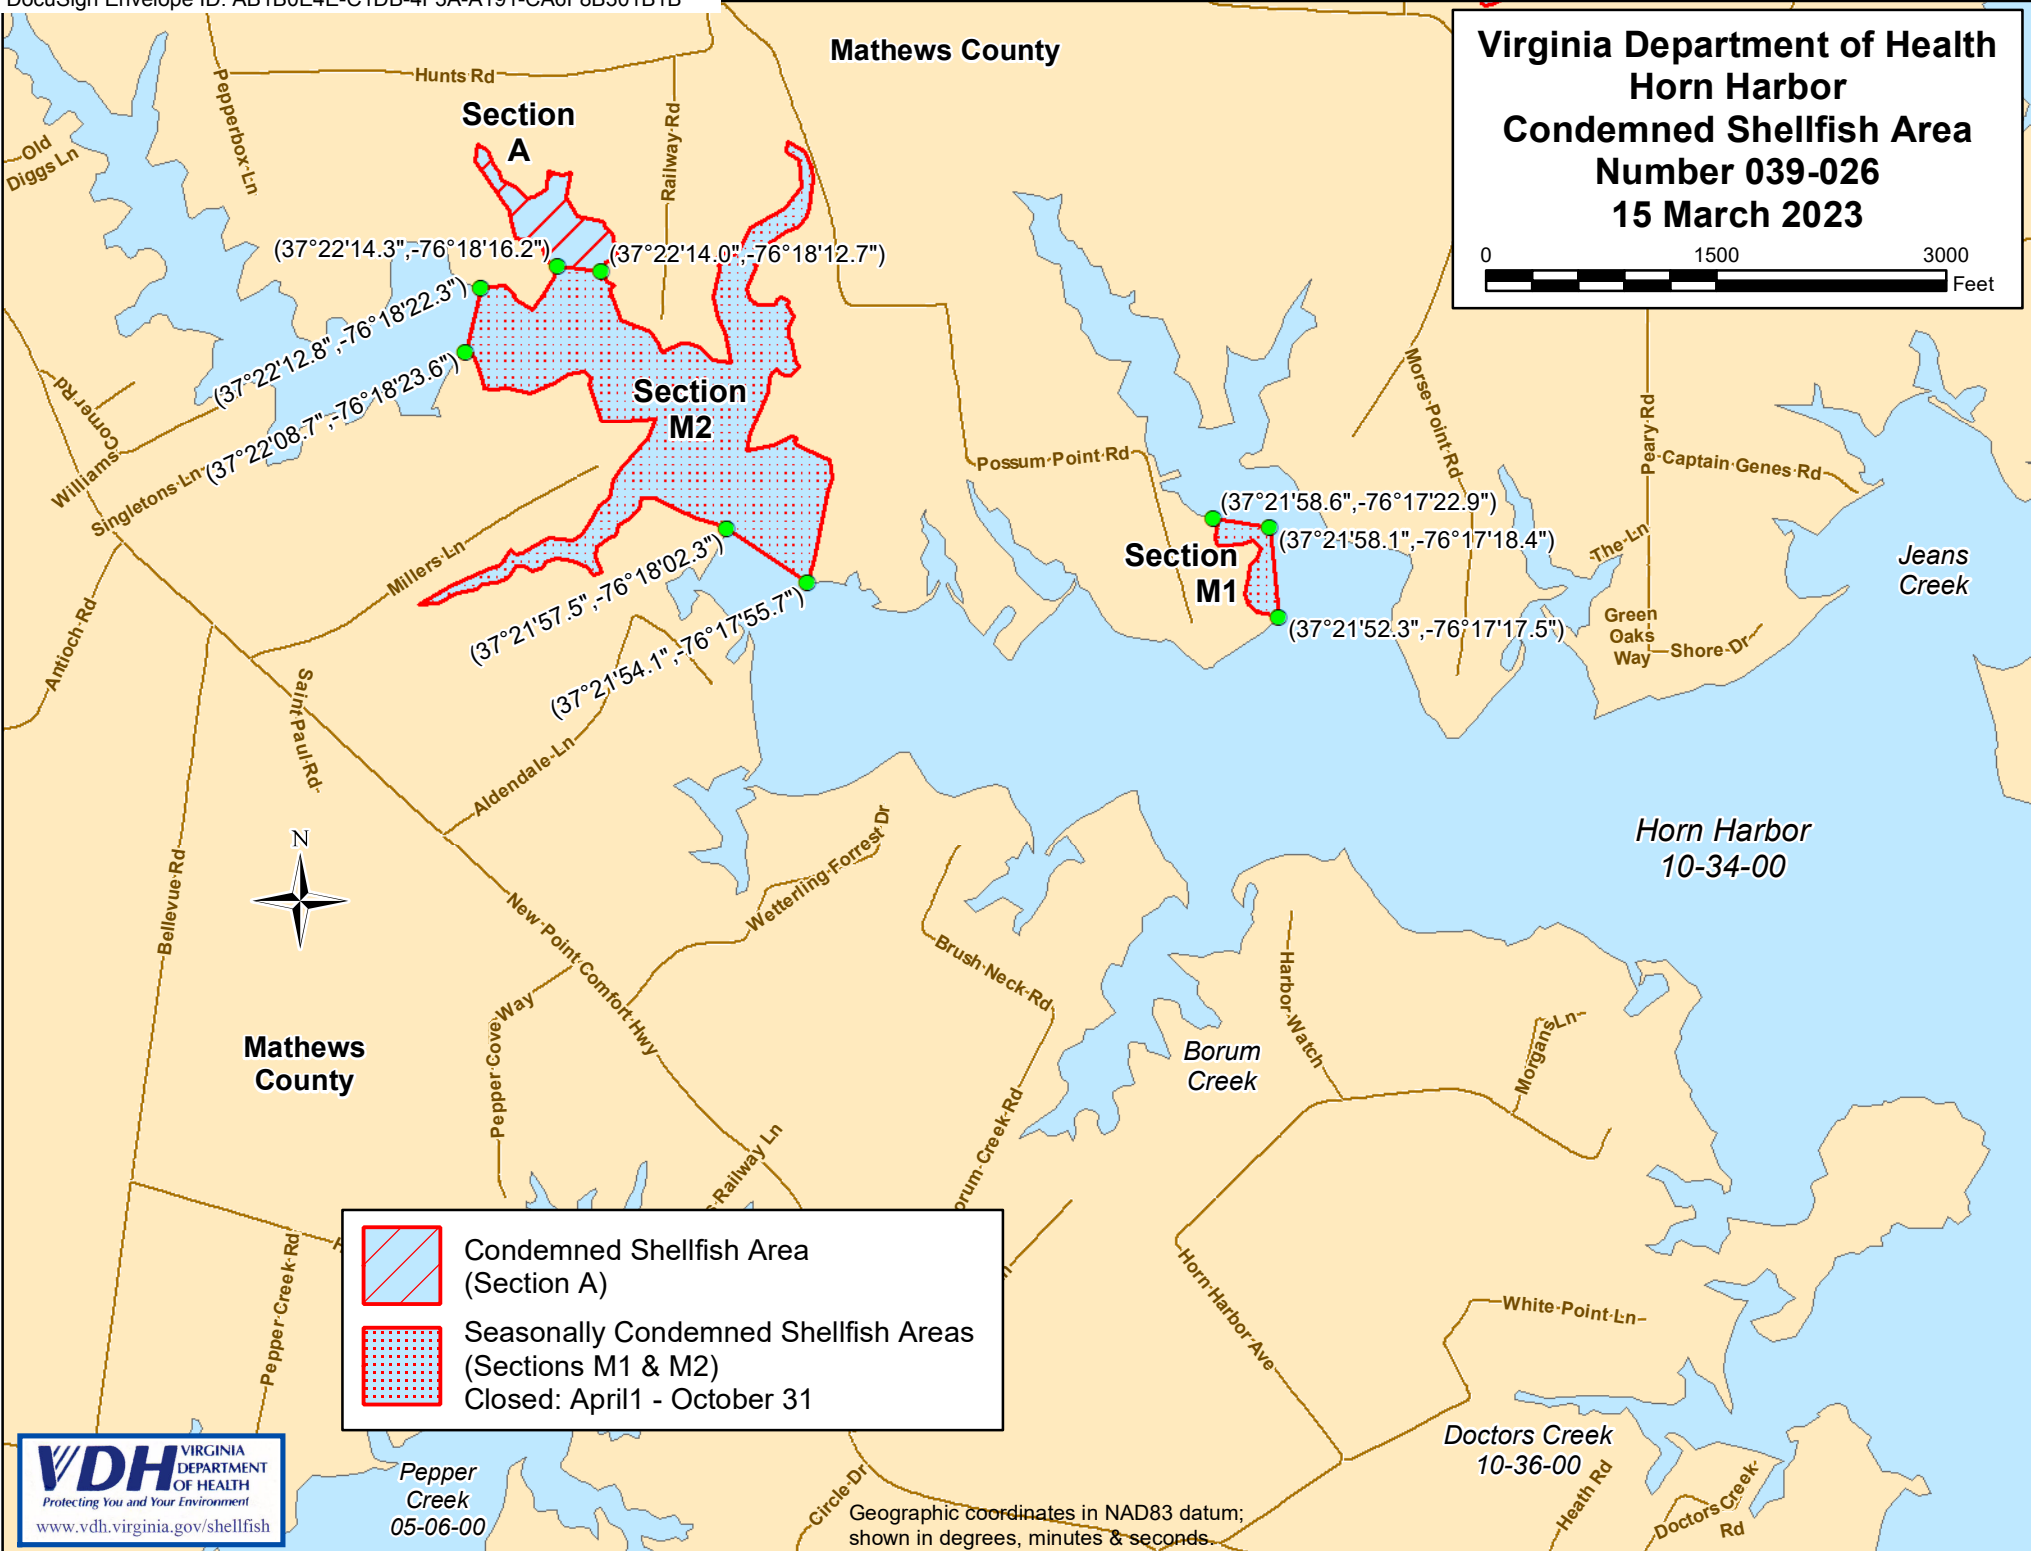 DocuSign Envelope ID: AB1B0E4E-C1DB-4F3A-A191-CA6F8B501B1B
Virginia Department of Health
Horn Harbor
Condemned Shellfish Area
Number 039-026
15 March 2023
0 1500 3000
Feet
Mathews County
Hunts Rd
Pepperbox Ln
Old
Diggs Ln
Railway Rd
Section
A
(37°22'14.3",-76°18'16.2")
(37°22'14.0",-76°18'12.7")
(37°22'12.8",-76°18'22.3")
(37°22'08.7",-76°18'23.6")
Section
M2
Williams
Comer Rd
Singletons Ln
Millers Ln
Antioch Rd
(37°21'57.5",-76°18'02.3")
(37°21'54.1",-76°17'55.7")
Possum Point Rd
Morse Point Rd
Peary Rd
Captain Genes Rd
(37°21'58.6",-76°17'22.9")
(37°21'58.1",-76°17'18.4")
Section
M1
(37°21'52.3",-76°17'17.5")
The Ln
Jeans
Creek
Green
Oaks
Way
Shore Dr
Saint Paul Rd
Aldendale Ln
N
Bellevue Rd
New Point Comfort Hwy
Wetterling Forrest Dr
Brush Neck Rd
Horn Harbor
10-34-00
Harbor Watch
Morgans Ln
Borum
Creek
Pepper Cove Way
Mathews
County
Railway Ln
orum Creek Rd
Pepper Creek Rd
Horn Harbor Ave
White Point Ln
Condemned Shellfish Area
(Section A)
Seasonally Condemned Shellfish Areas
(Sections M1 & M2)
Closed: April1 - October 31
VDH VIRGINIA
DEPARTMENT
OF HEALTH
Protecting You and Your Environment
www.vdh.virginia.gov/shellfish
Pepper
Creek
05-06-00
Circle Dr
Geographic coordinates in NAD83 datum;
shown in degrees, minutes & seconds.
Doctors Creek
10-36-00
Heath Rd
Doctors Creek
Rd